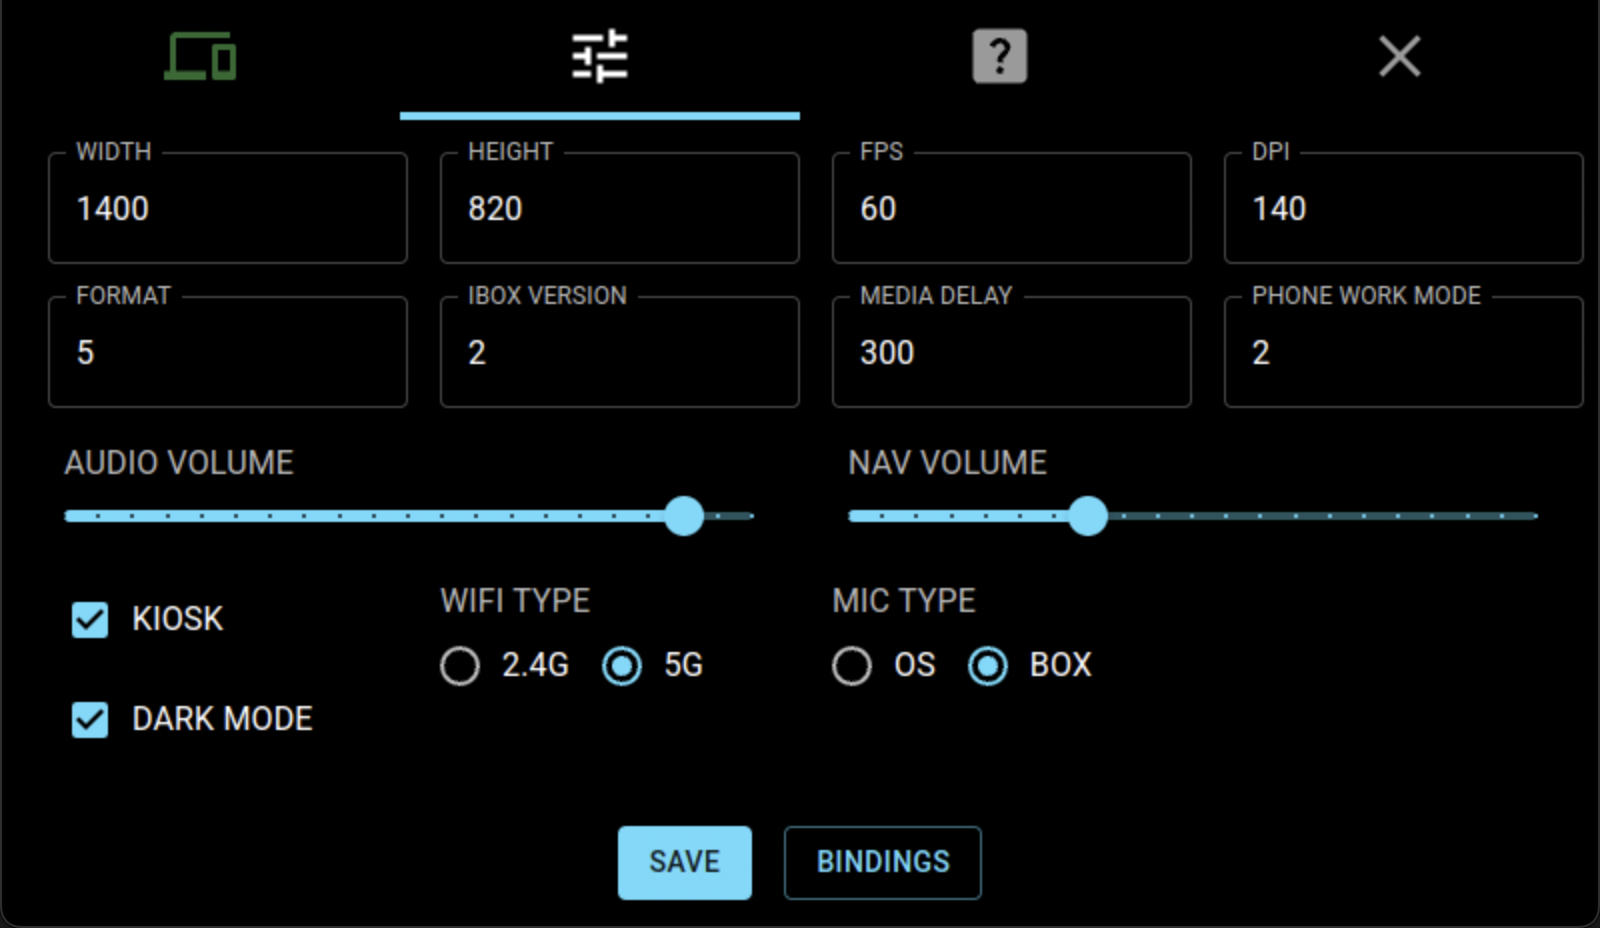 ?
WIDTH HEIGHT FPS DPI
1400 820 60 140
FORMAT IBOX VERSION MEDIA DELAY PHONE WORK MODE
5 2 300 2
AUDIO VOLUME NAV VOLUME
KIOSK
WIFI TYPE MIC TYPE
2.4G 5G OS BOX
DARK MODE
SAVE BINDINGS